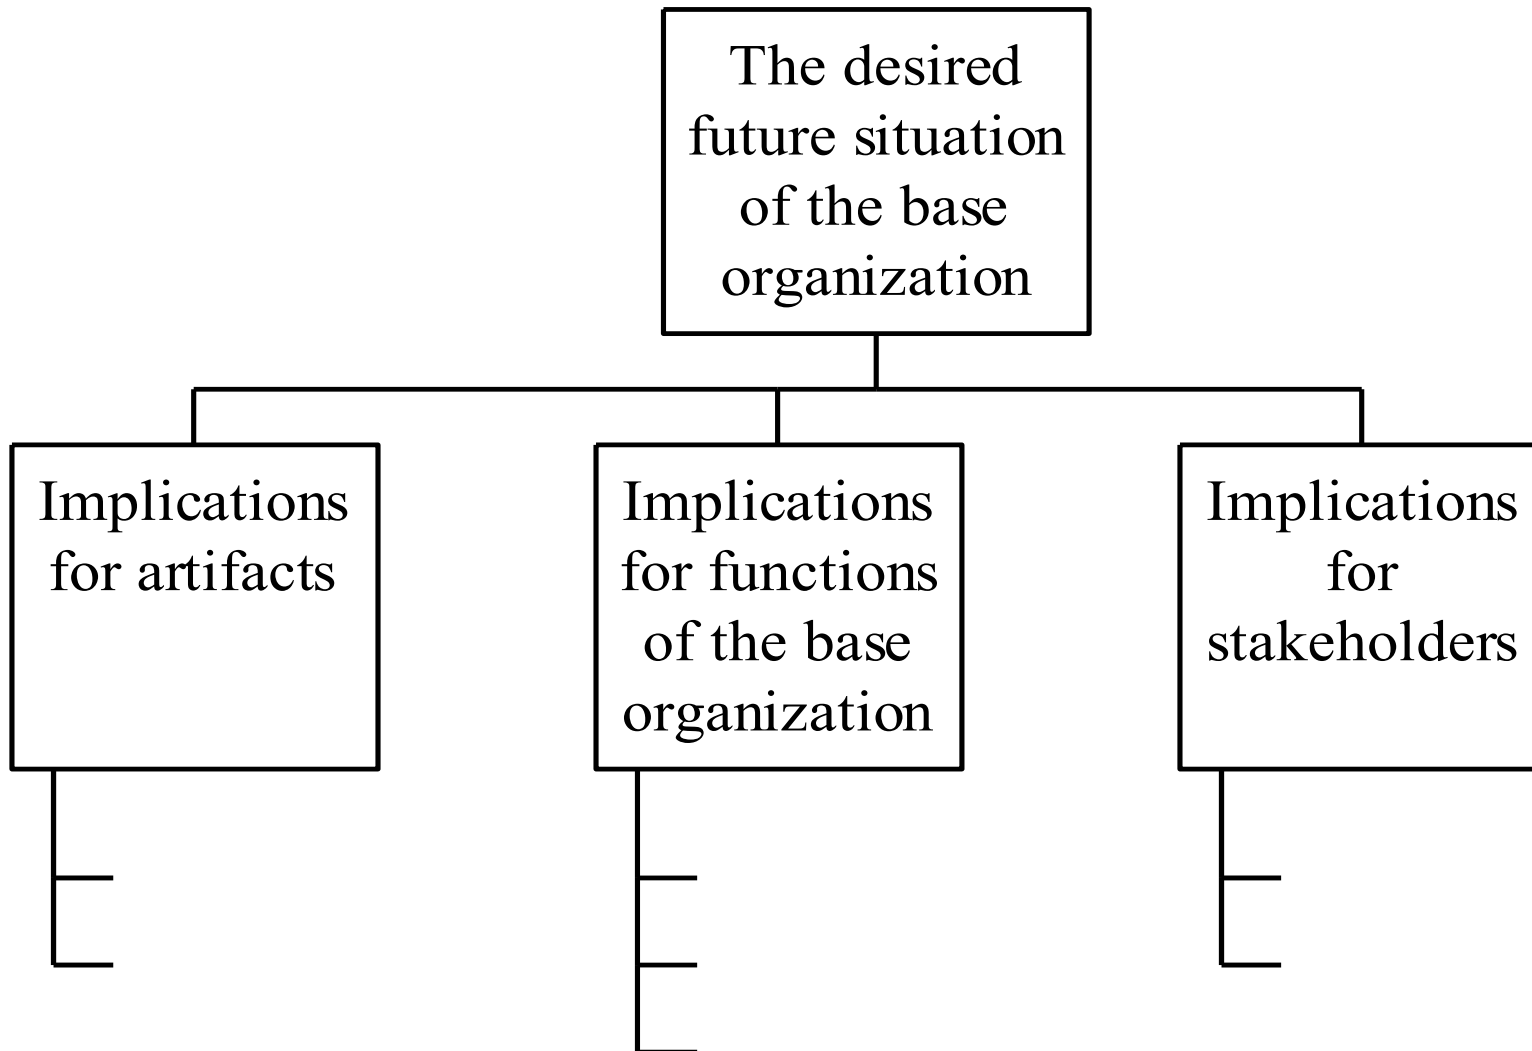 The desired
future situation
of the base
organization
Implications
for artifacts
Implications
for functions
of the base
organization
Implications
for
stakeholders